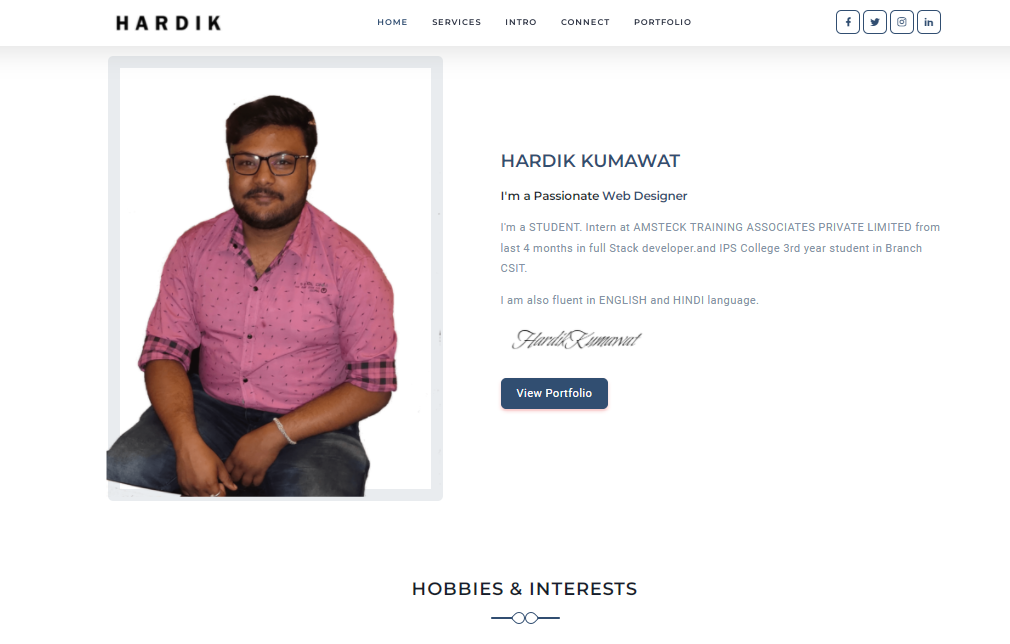 HARDIK
HOME SERVICES INTRO CONNECT PORTFOLIO
HARDIK KUMAWAT
I'm a Passionate Web Designer
I'm a STUDENT. Intern at AMSTECK TRAINING ASSOCIATES PRIVATE LIMITED from
last 4 months in full Stack developer.and IPS College 3rd year student in Branch
CSIT.
I am also fluent in ENGLISH and HINDI language.
HardikKumawat
View Portfolio
HOBBIES & INTERESTS